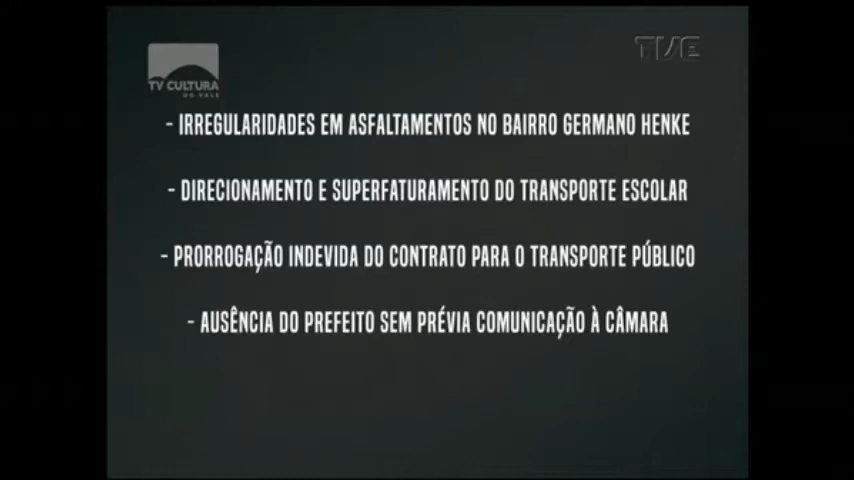 TVE
TV CULTURA
DO VALE
- IRREGULARIDADES EM ASFALTAMENTOS NO BAIRRO GERMANO HENKE
- DIRECIONAMENTO E SUPERFATURAMENTO DO TRANSPORTE ESCOLAR
- PRORROGAÇÃO INDEVIDA DO CONTRATO PARA O TRANSPORTE PÚBLICO
- AUSÊNCIA DO PREFEITO SEM PRÉVIA COMUNICAÇÃO À CÂMARA